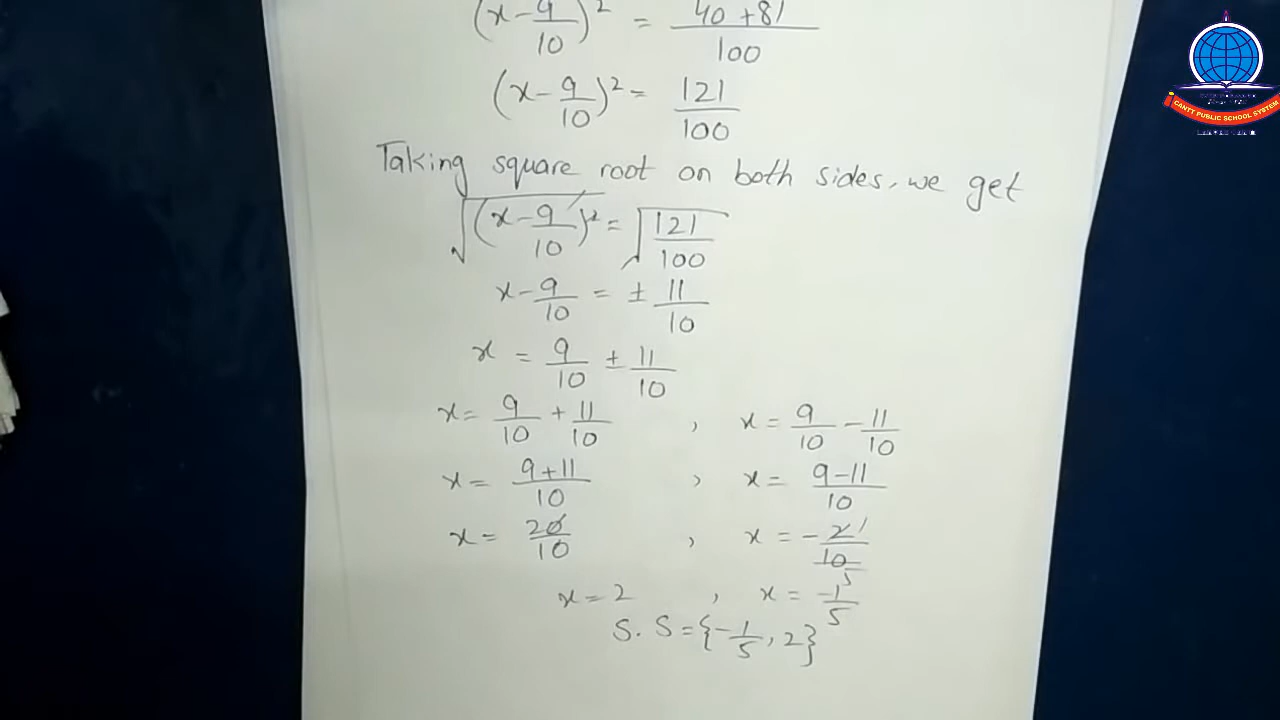 (x - 9/10)² = 40 + 81/100
(x - 9/10)² = 121/100
Taking square root on both sides, we get
√(x - 9/10)² = √121/100
x - 9/10 = ± 11/10
x = 9/10 ± 11/10
x = 9/10 + 11/10 , x = 9/10 - 11/10
x = 9+11/10 , x = 9-11/10
x = 20/10 , x = -2 1/10 5
x = 2 , x = -1/5
S.S = {-1/5, 2}
CANTT PUBLIC SCHOOL SYSTEM